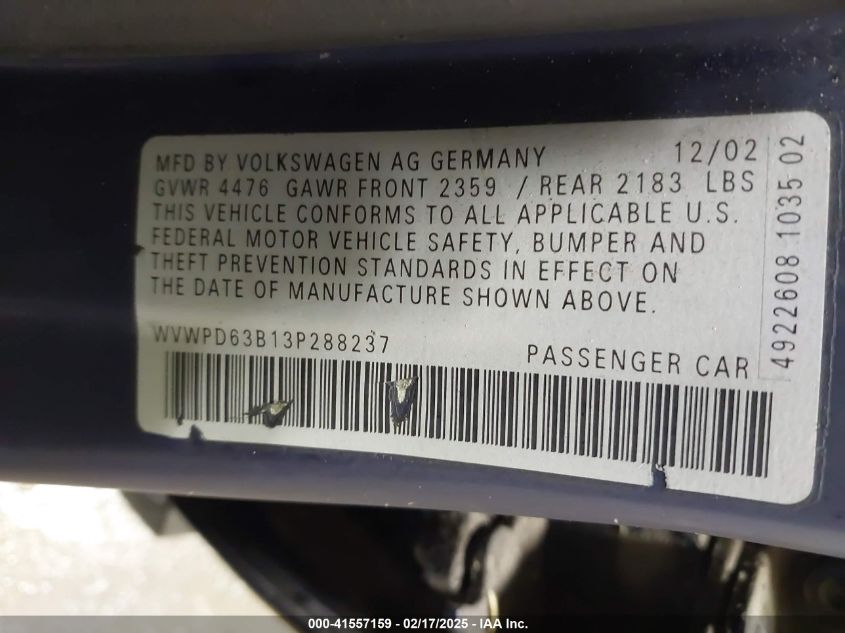 MFD BY VOLKSWAGEN AG GERMANY 12/02
GVWR 4476 GAWR FRONT 2359 / REAR 2183 LBS
THIS VEHICLE CONFORMS TO ALL APPLICABLE U.S.
FEDERAL MOTOR VEHICLE SAFETY, BUMPER AND
THEFT PREVENTION STANDARDS IN EFFECT ON
THE DATE OF MANUFACTURE SHOWN ABOVE.
WVWPD63B13P288237 PASSENGER CAR
4922608 1035 02
000-41557159 - 02/17/2025 - © IAA Inc.